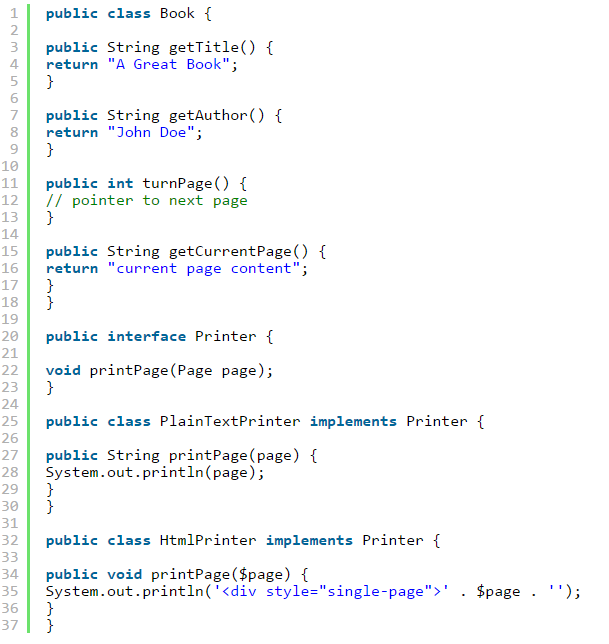 1 public class Book {
2
3 public String getTitle() {
4 return "A Great Book";
5 }
6
7 public String getAuthor() {
8 return "John Doe";
9 }
10
11 public int turnPage() {
12 // pointer to next page
13 }
14
15 public String getCurrentPage() {
16 return "current page content";
17 }
18 }
19
20 public interface Printer {
21
22 void printPage(Page page);
23 }
24
25 public class PlainTextPrinter implements Printer {
26
27 public String printPage(page) {
28 System.out.println(page);
29 }
30 }
31
32 public class HtmlPrinter implements Printer {
33
34 public void printPage($page) {
35 System.out.println('<div style="single-page">' . $page . '');
36 }
37 }